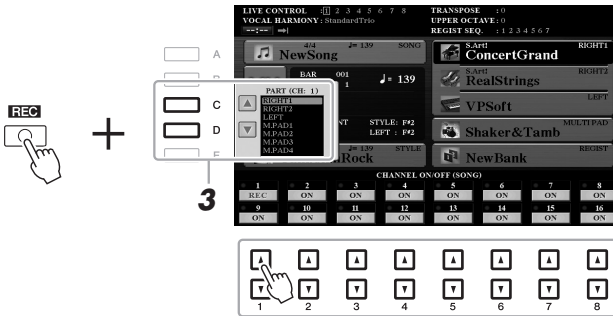 LIVE CONTROL : 1 2 3 4 5 6 7 8 TRANSPOSE : 0
VOCAL HARMONY : StandardTrio UPPER OCTAVE : 0
--:-- REGIST SEQ. : 1 2 3 4 5 6 7
4/4 ♩= 139 SONG
NewSong
S.Art! RIGHT1
ConcertGrand
BAR 001
1
♩= 139
S.Art! RIGHT2
RealStrings
LEFT
VPSoft
STYLE: F#2
LEFT : F#2
MULTI PAD
Shaker&Tamb
♩= 139 STYLE
Rock
REGIST
NewBank
A
C
D
PART (CH: 1)
RIGHT1
RIGHT2
LEFT
M.PAD1
M.PAD2
M.PAD3
M.PAD4
REC
+
3
CHANNEL ON/OFF (SONG)
1 2 3 4 5 6 7 8
REC ON ON ON ON ON ON ON
9 10 11 12 13 14 15 16
ON ON ON ON ON ON ON ON
1 2 3 4 5 6 7 8